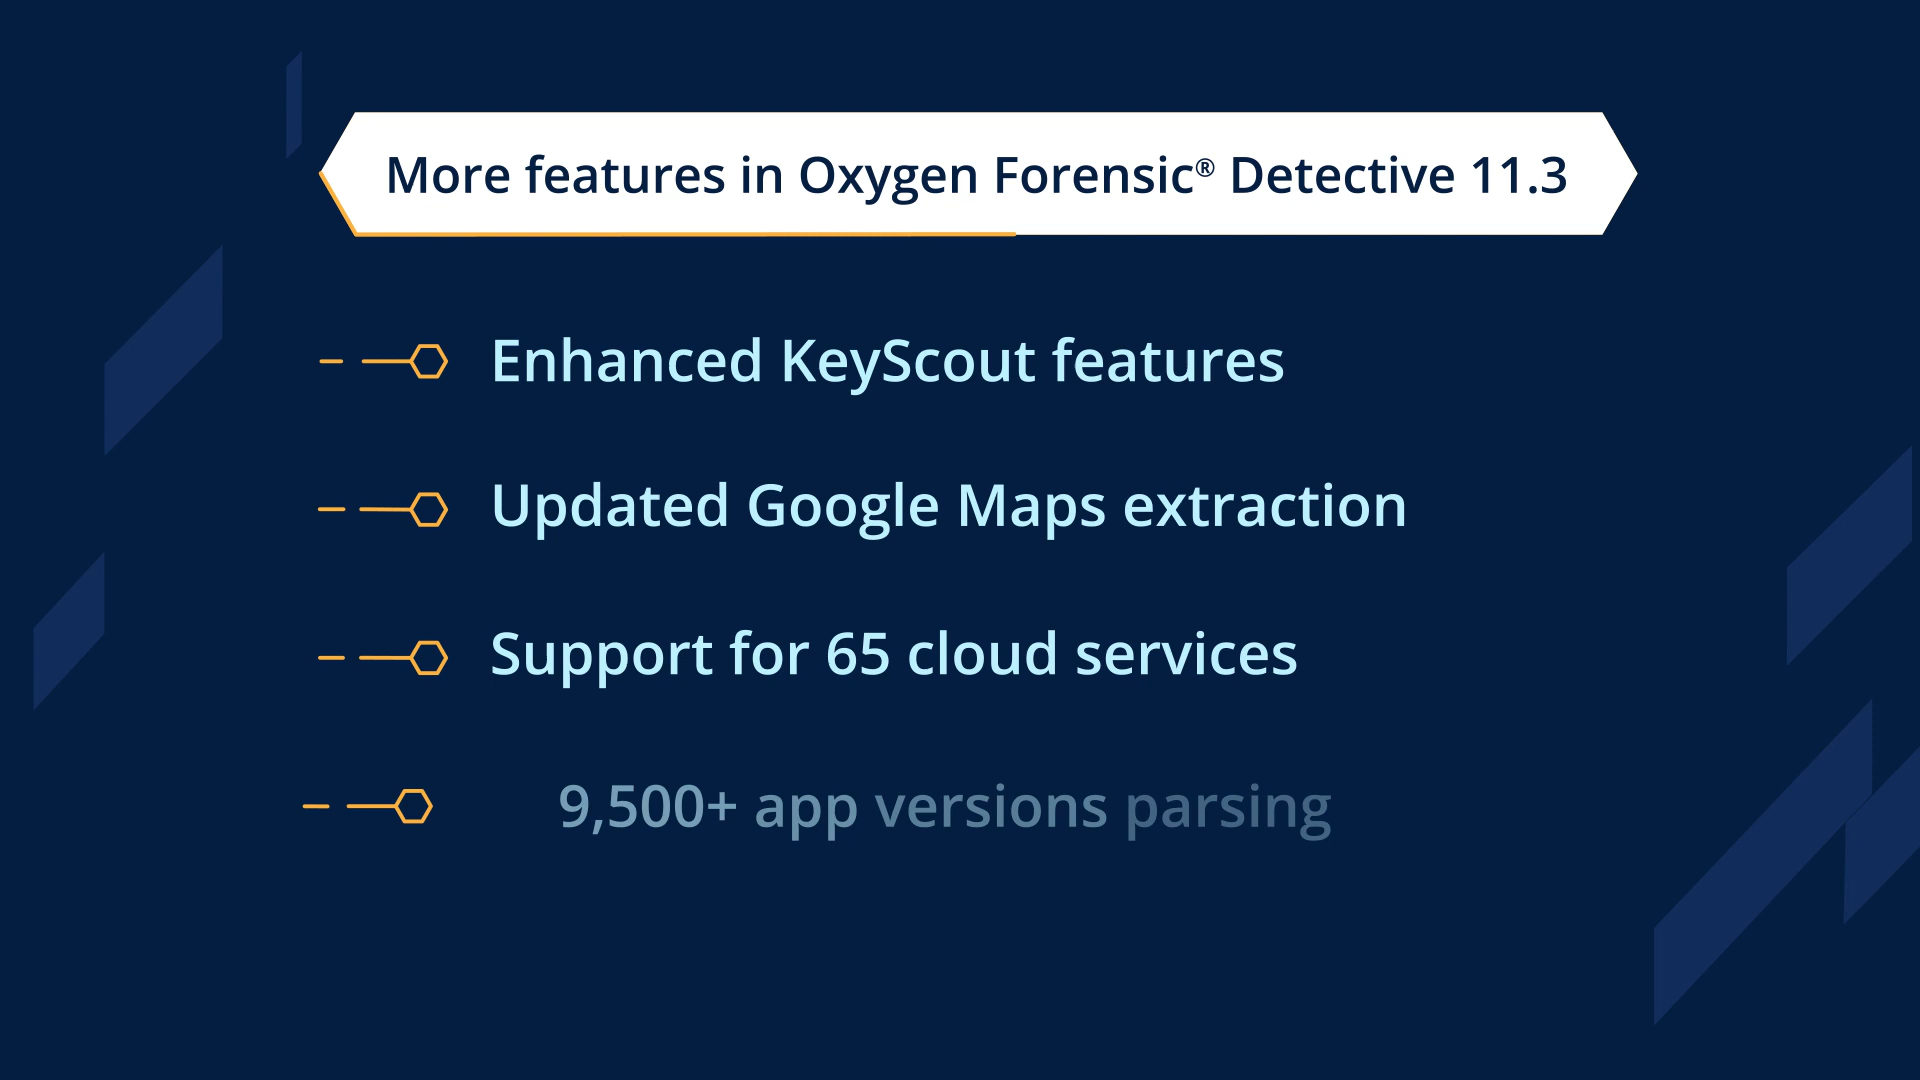 More features in Oxygen Forensic® Detective 11.3
Enhanced KeyScout features
Updated Google Maps extraction
Support for 65 cloud services
9,500+ app versions parsing